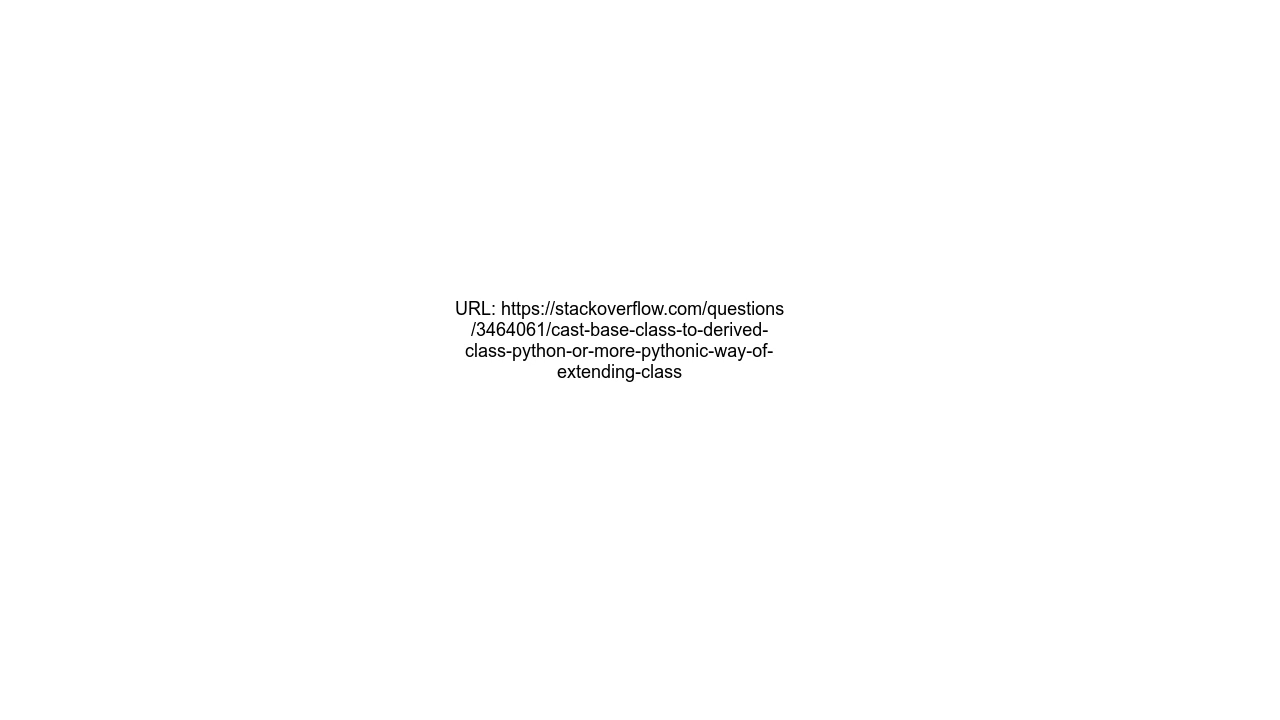 URL: https://stackoverflow.com/questions
/3464061/cast-base-class-to-derived-
class-python-or-more-pythonic-way-of-
extending-class